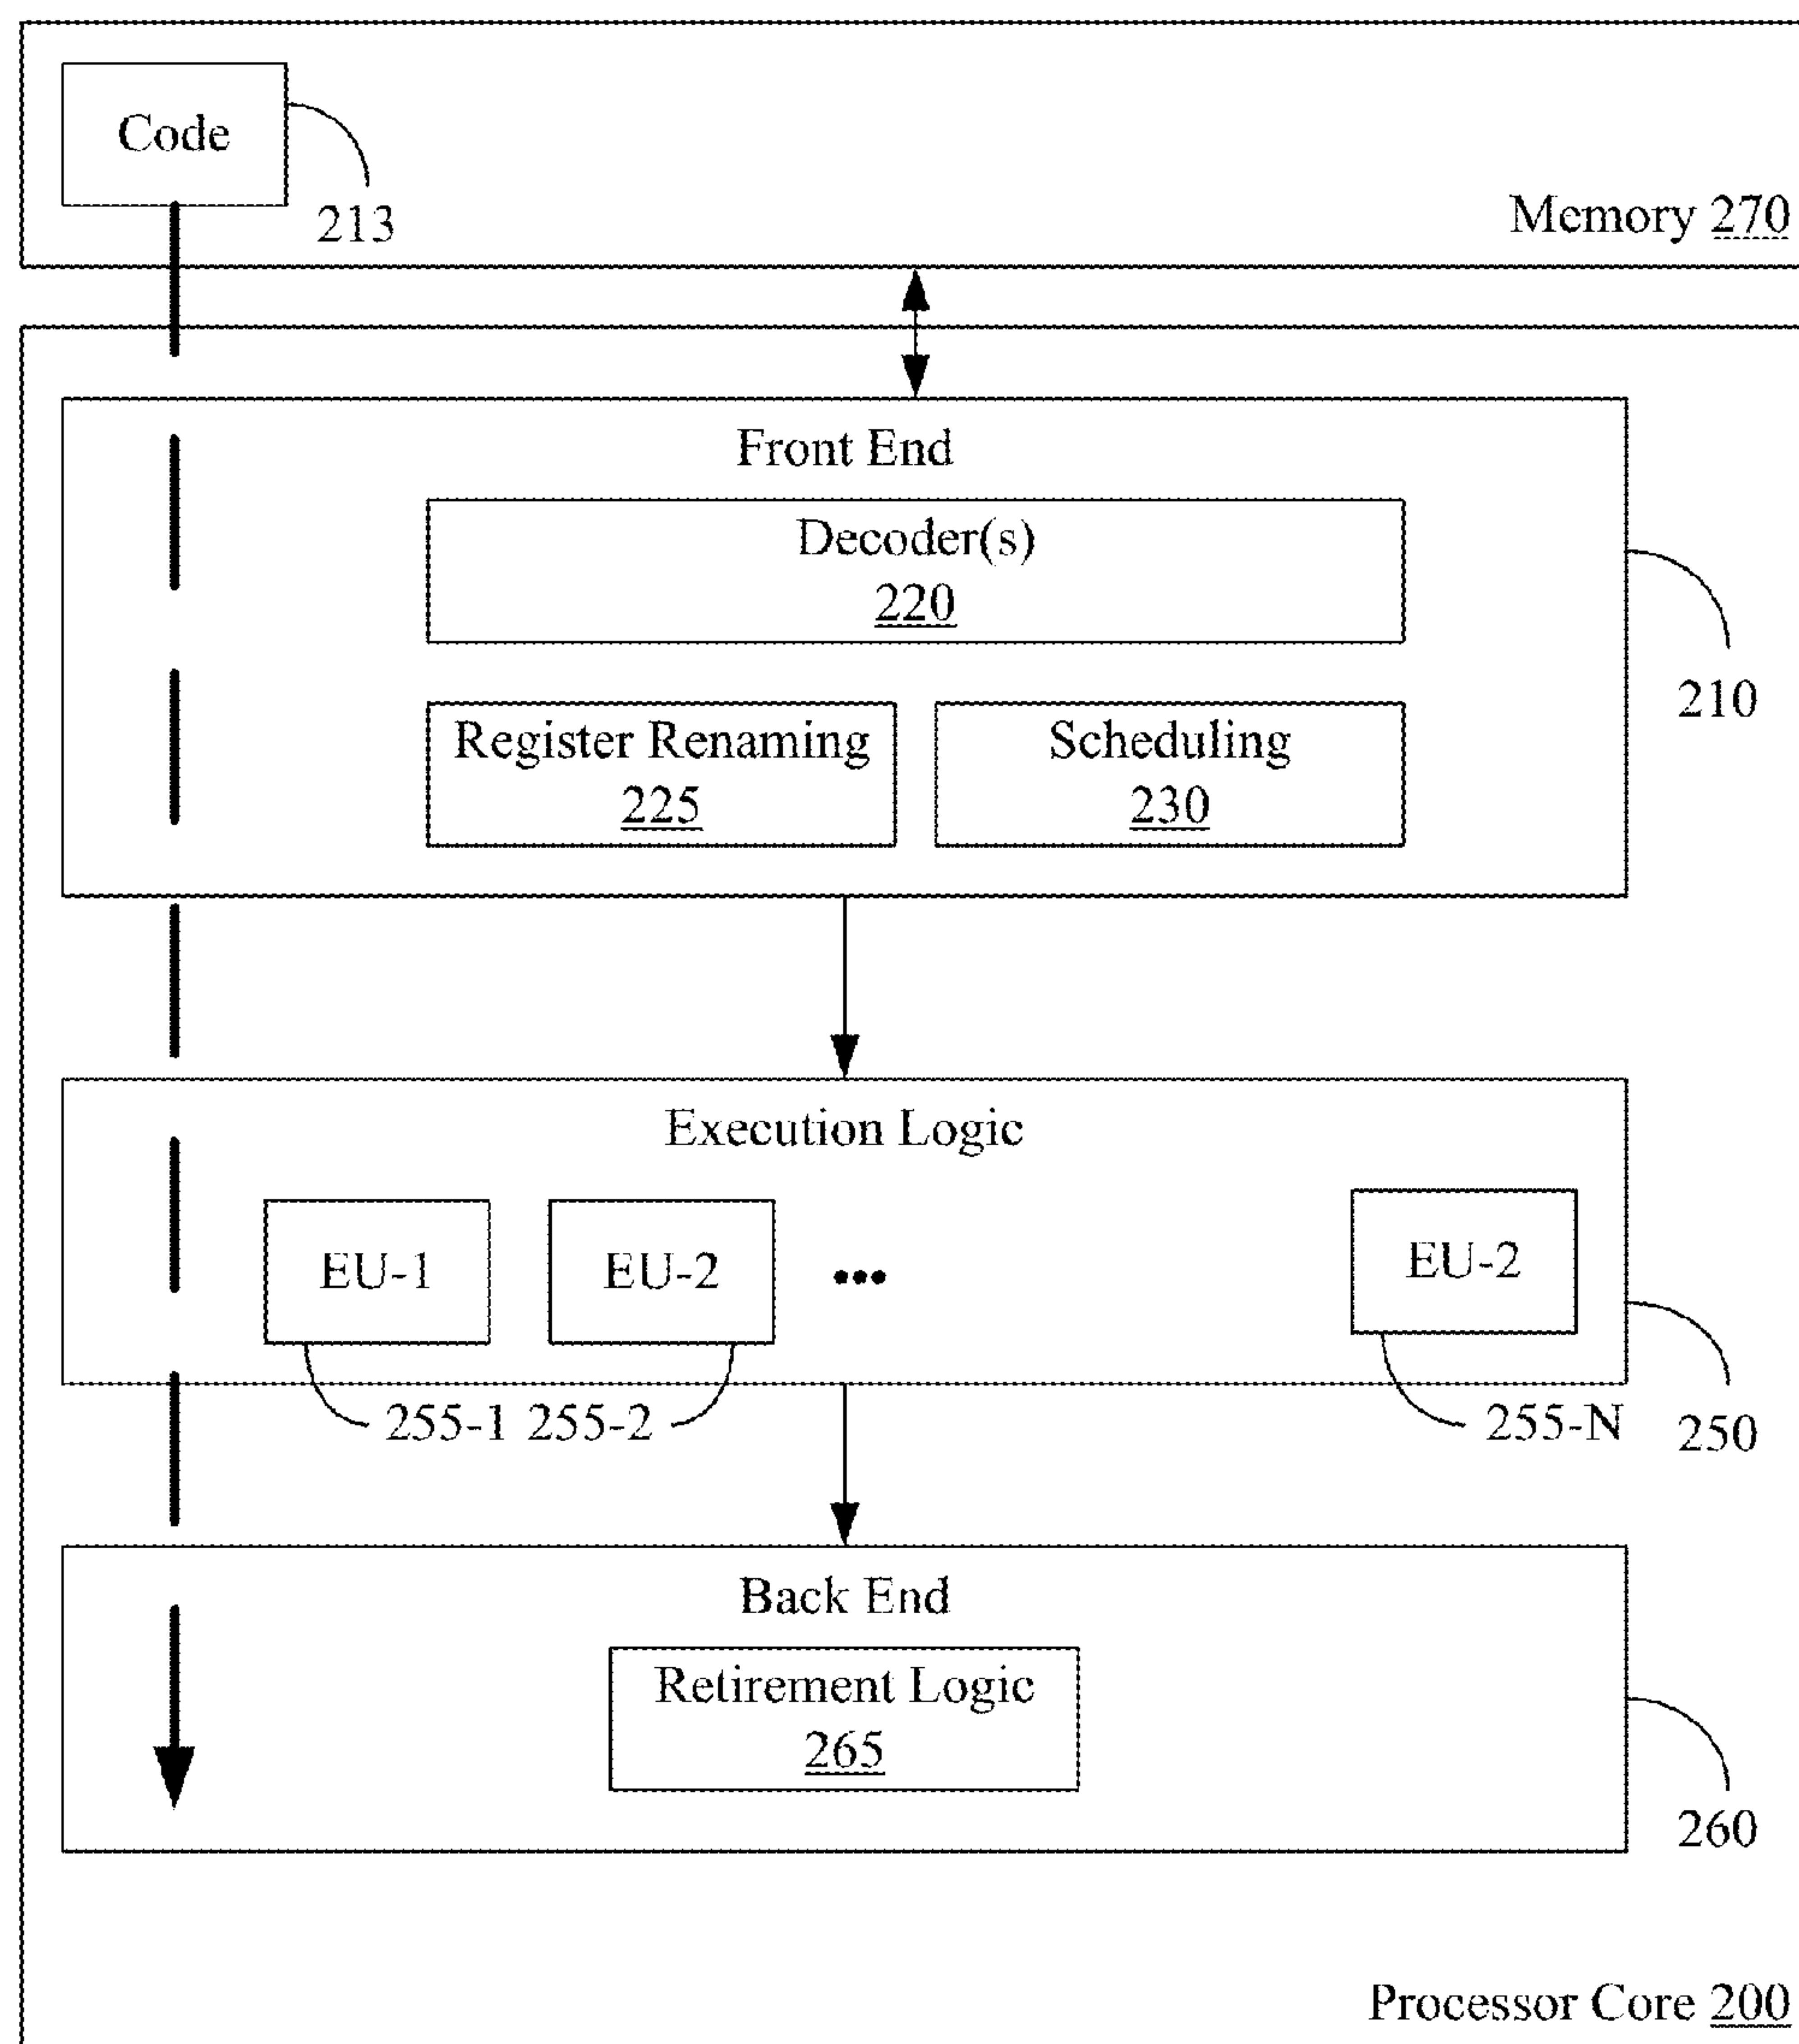 Code
213
Memory 270
Front End
Decoder(s)
220
210
Register Renaming
225
Scheduling
230
Execution Logic
EU-1
EU-2
•••
EU-2
255-1
255-2
255-N
250
Back End
Retirement Logic
265
260
Processor Core 200